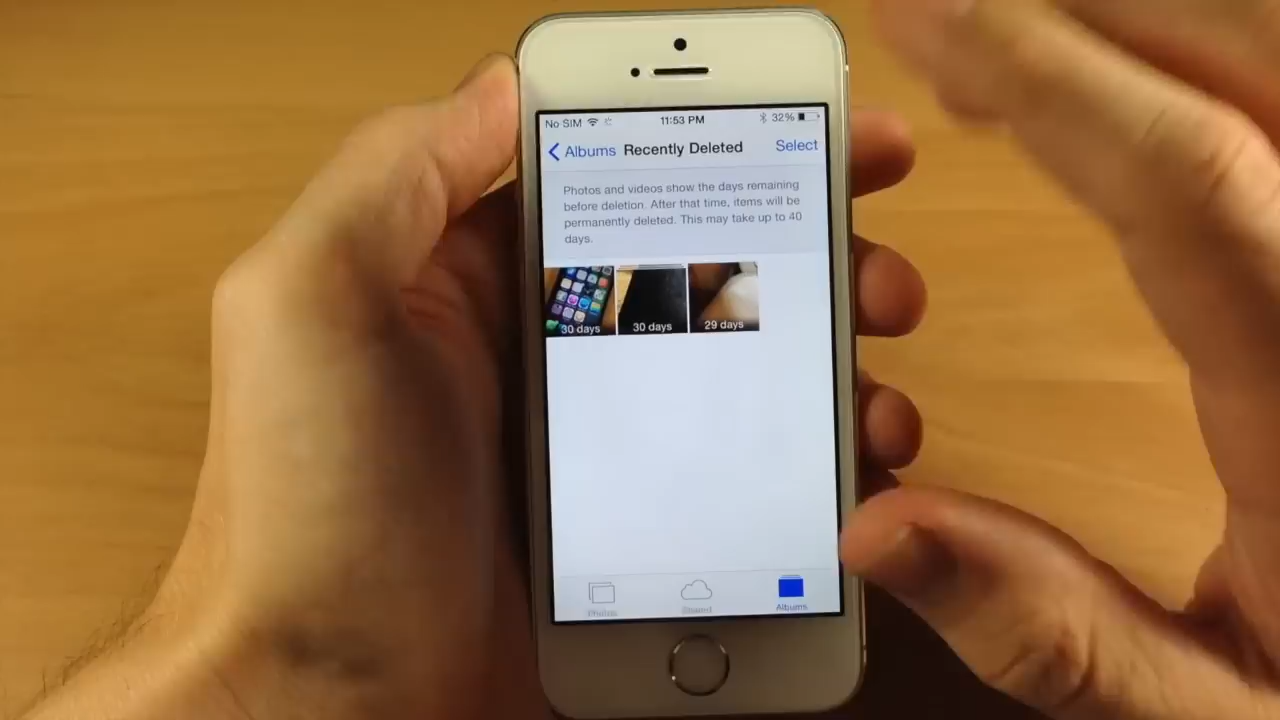 No SIM 11:53 PM 32%
Albums Recently Deleted Select
Photos and videos show the days remaining
before deletion. After that time, items will be
permanently deleted. This may take up to 40
days.
30 days 30 days 29 days
Photos Shared Albums